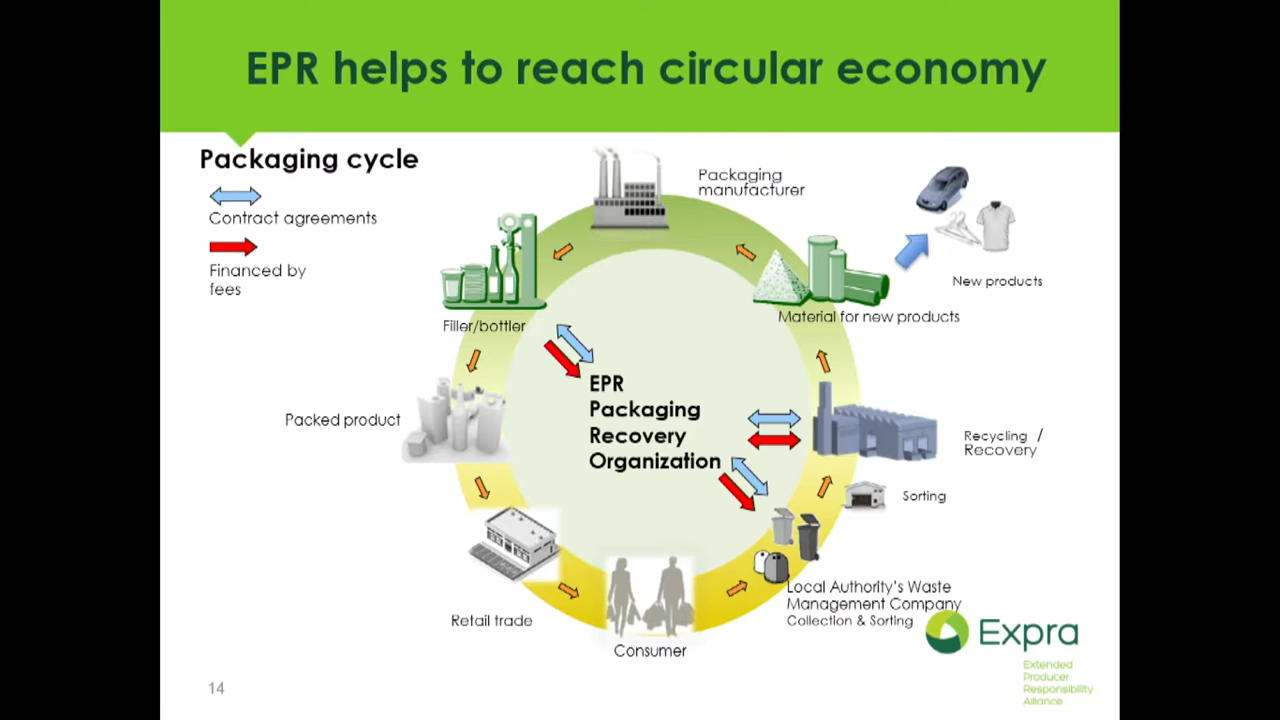 EPR helps to reach circular economy
Packaging cycle
Contract agreements
Financed by
fees
Packaging
manufacturer
New products
Material for new products
Filler/bottler
EPR
Packaging
Recovery
Organization
Packed product
Recycling /
Recovery
Sorting
Local Authority's Waste
Management Company
Collection & Sorting
Retail trade
Consumer
Expra
Extended
Producer
Responsibility
Alliance
14